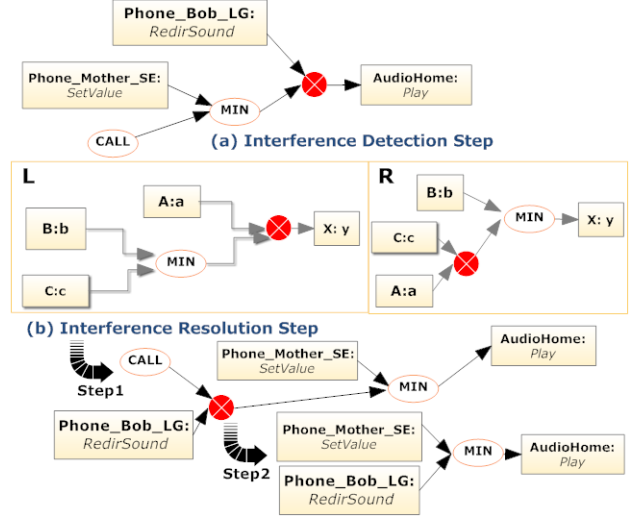 Phone_Bob_LG:
RedirSound
Phone_Mother_SE:
SetValue
MIN
AudioHome:
Play
CALL
(a) Interference Detection Step
L
A:a
B:b
X: y
MIN
C:c
R
B:b
MIN
X: y
C:c
A:a
(b) Interference Resolution Step
Step1
CALL
Phone_Mother_SE:
SetValue
MIN
AudioHome:
Play
Phone_Bob_LG:
RedirSound
Step2
Phone_Mother_SE:
SetValue
MIN
AudioHome:
Play
Phone_Bob_LG:
RedirSound